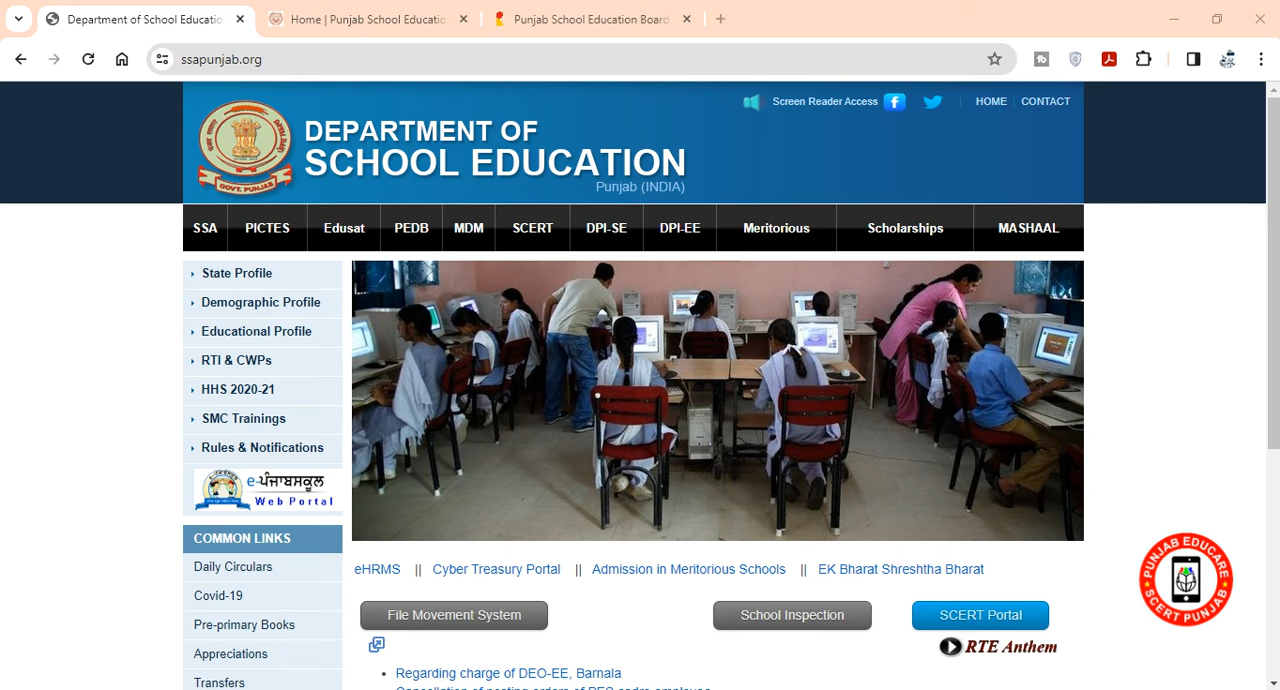 Department of School Educatio
Home | Punjab School Educatio
Punjab School Education Board
ssapunjab.org
Screen Reader Access
HOME
CONTACT
GOVT. PUNJAB
DEPARTMENT OF
SCHOOL EDUCATION
Punjab (INDIA)
SSA PICTES Edusat PEDB MDM SCERT DPI-SE DPI-EE Meritorious Scholarships MASHAAL
State Profile
Demographic Profile
Educational Profile
RTI & CWPs
HHS 2020-21
SMC Trainings
Rules & Notifications
e-ਪੰਜਾਬਸਕੂਲ
Web Portal
COMMON LINKS
Daily Circulars
Covid-19
Pre-primary Books
Appreciations
Transfers
eHRMS || Cyber Treasury Portal || Admission in Meritorious Schools || EK Bharat Shreshtha Bharat
File Movement System
School Inspection
SCERT Portal
RTE Anthem
Regarding charge of DEO-EE, Barnala
PUNJAB EDUCARE
SCERT PUNJAB